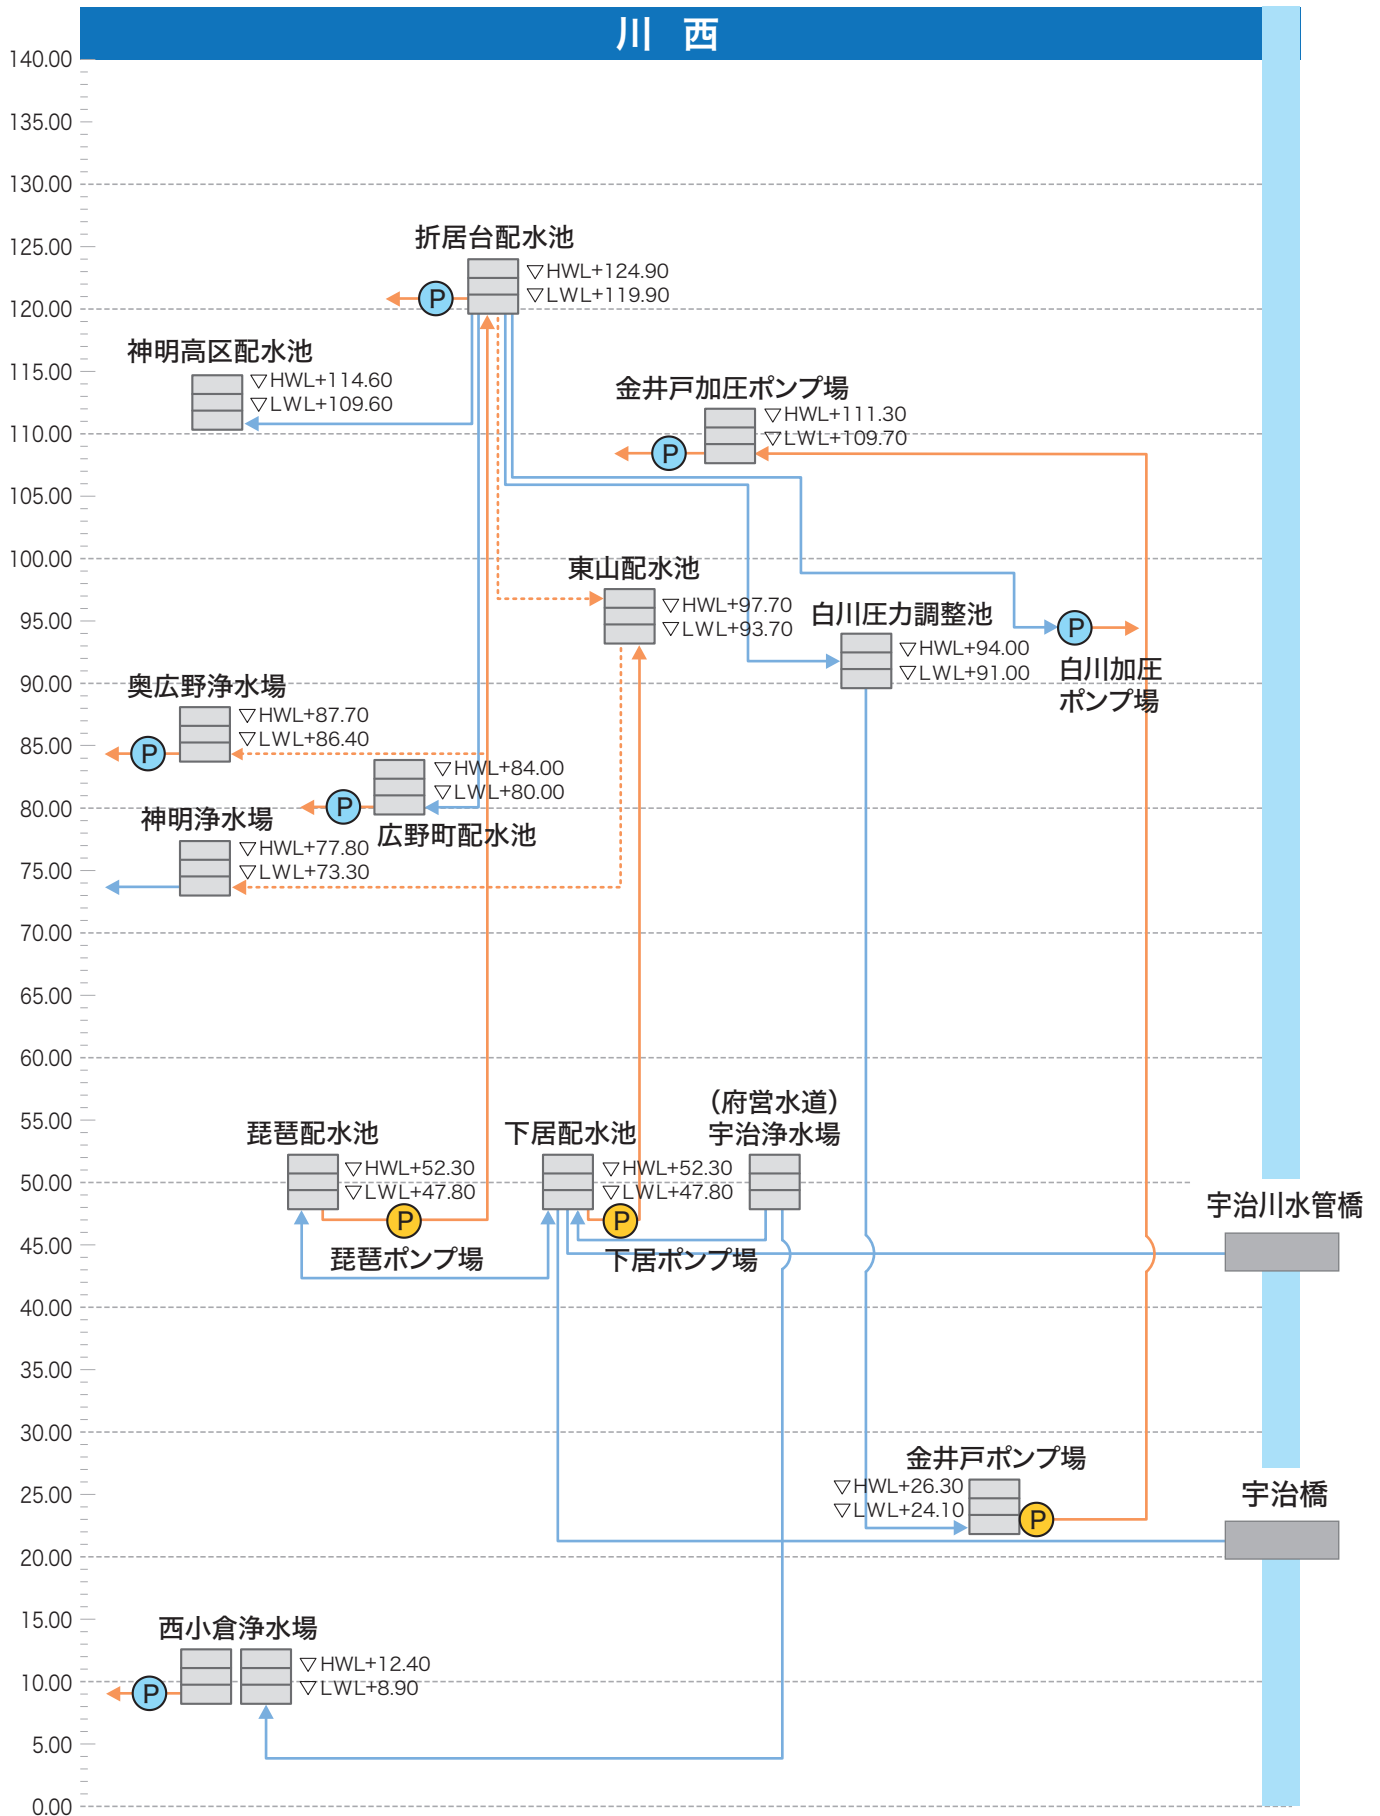 川 西
140.00
135.00
130.00
125.00
120.00
115.00
110.00
105.00
100.00
95.00
90.00
85.00
80.00
75.00
70.00
65.00
60.00
55.00
50.00
45.00
40.00
35.00
30.00
25.00
20.00
15.00
10.00
5.00
0.00
折居台配水池
▽HWL+124.90
▽LWL+119.90
P
神明高区配水池
▽HWL+114.60
▽LWL+109.60
金井戸加圧ポンプ場
▽HWL+111.30
▽LWL+109.70
P
東山配水池
▽HWL+97.70
▽LWL+93.70
白川圧力調整池
▽HWL+94.00
▽LWL+91.00
P
白川加圧
ポンプ場
奥広野浄水場
▽HWL+87.70
▽LWL+86.40
P
▽HWL+84.00
▽LWL+80.00
P
広野町配水池
神明浄水場
▽HWL+77.80
▽LWL+73.30
琵琶配水池
▽HWL+52.30
▽LWL+47.80
P
琵琶ポンプ場
下居配水池
▽HWL+52.30
▽LWL+47.80
P
下居ポンプ場
(府営水道)
宇治浄水場
宇治川水管橋
金井戸ポンプ場
▽HWL+26.30
▽LWL+24.10
P
宇治橋
西小倉浄水場
▽HWL+12.40
▽LWL+8.90
P